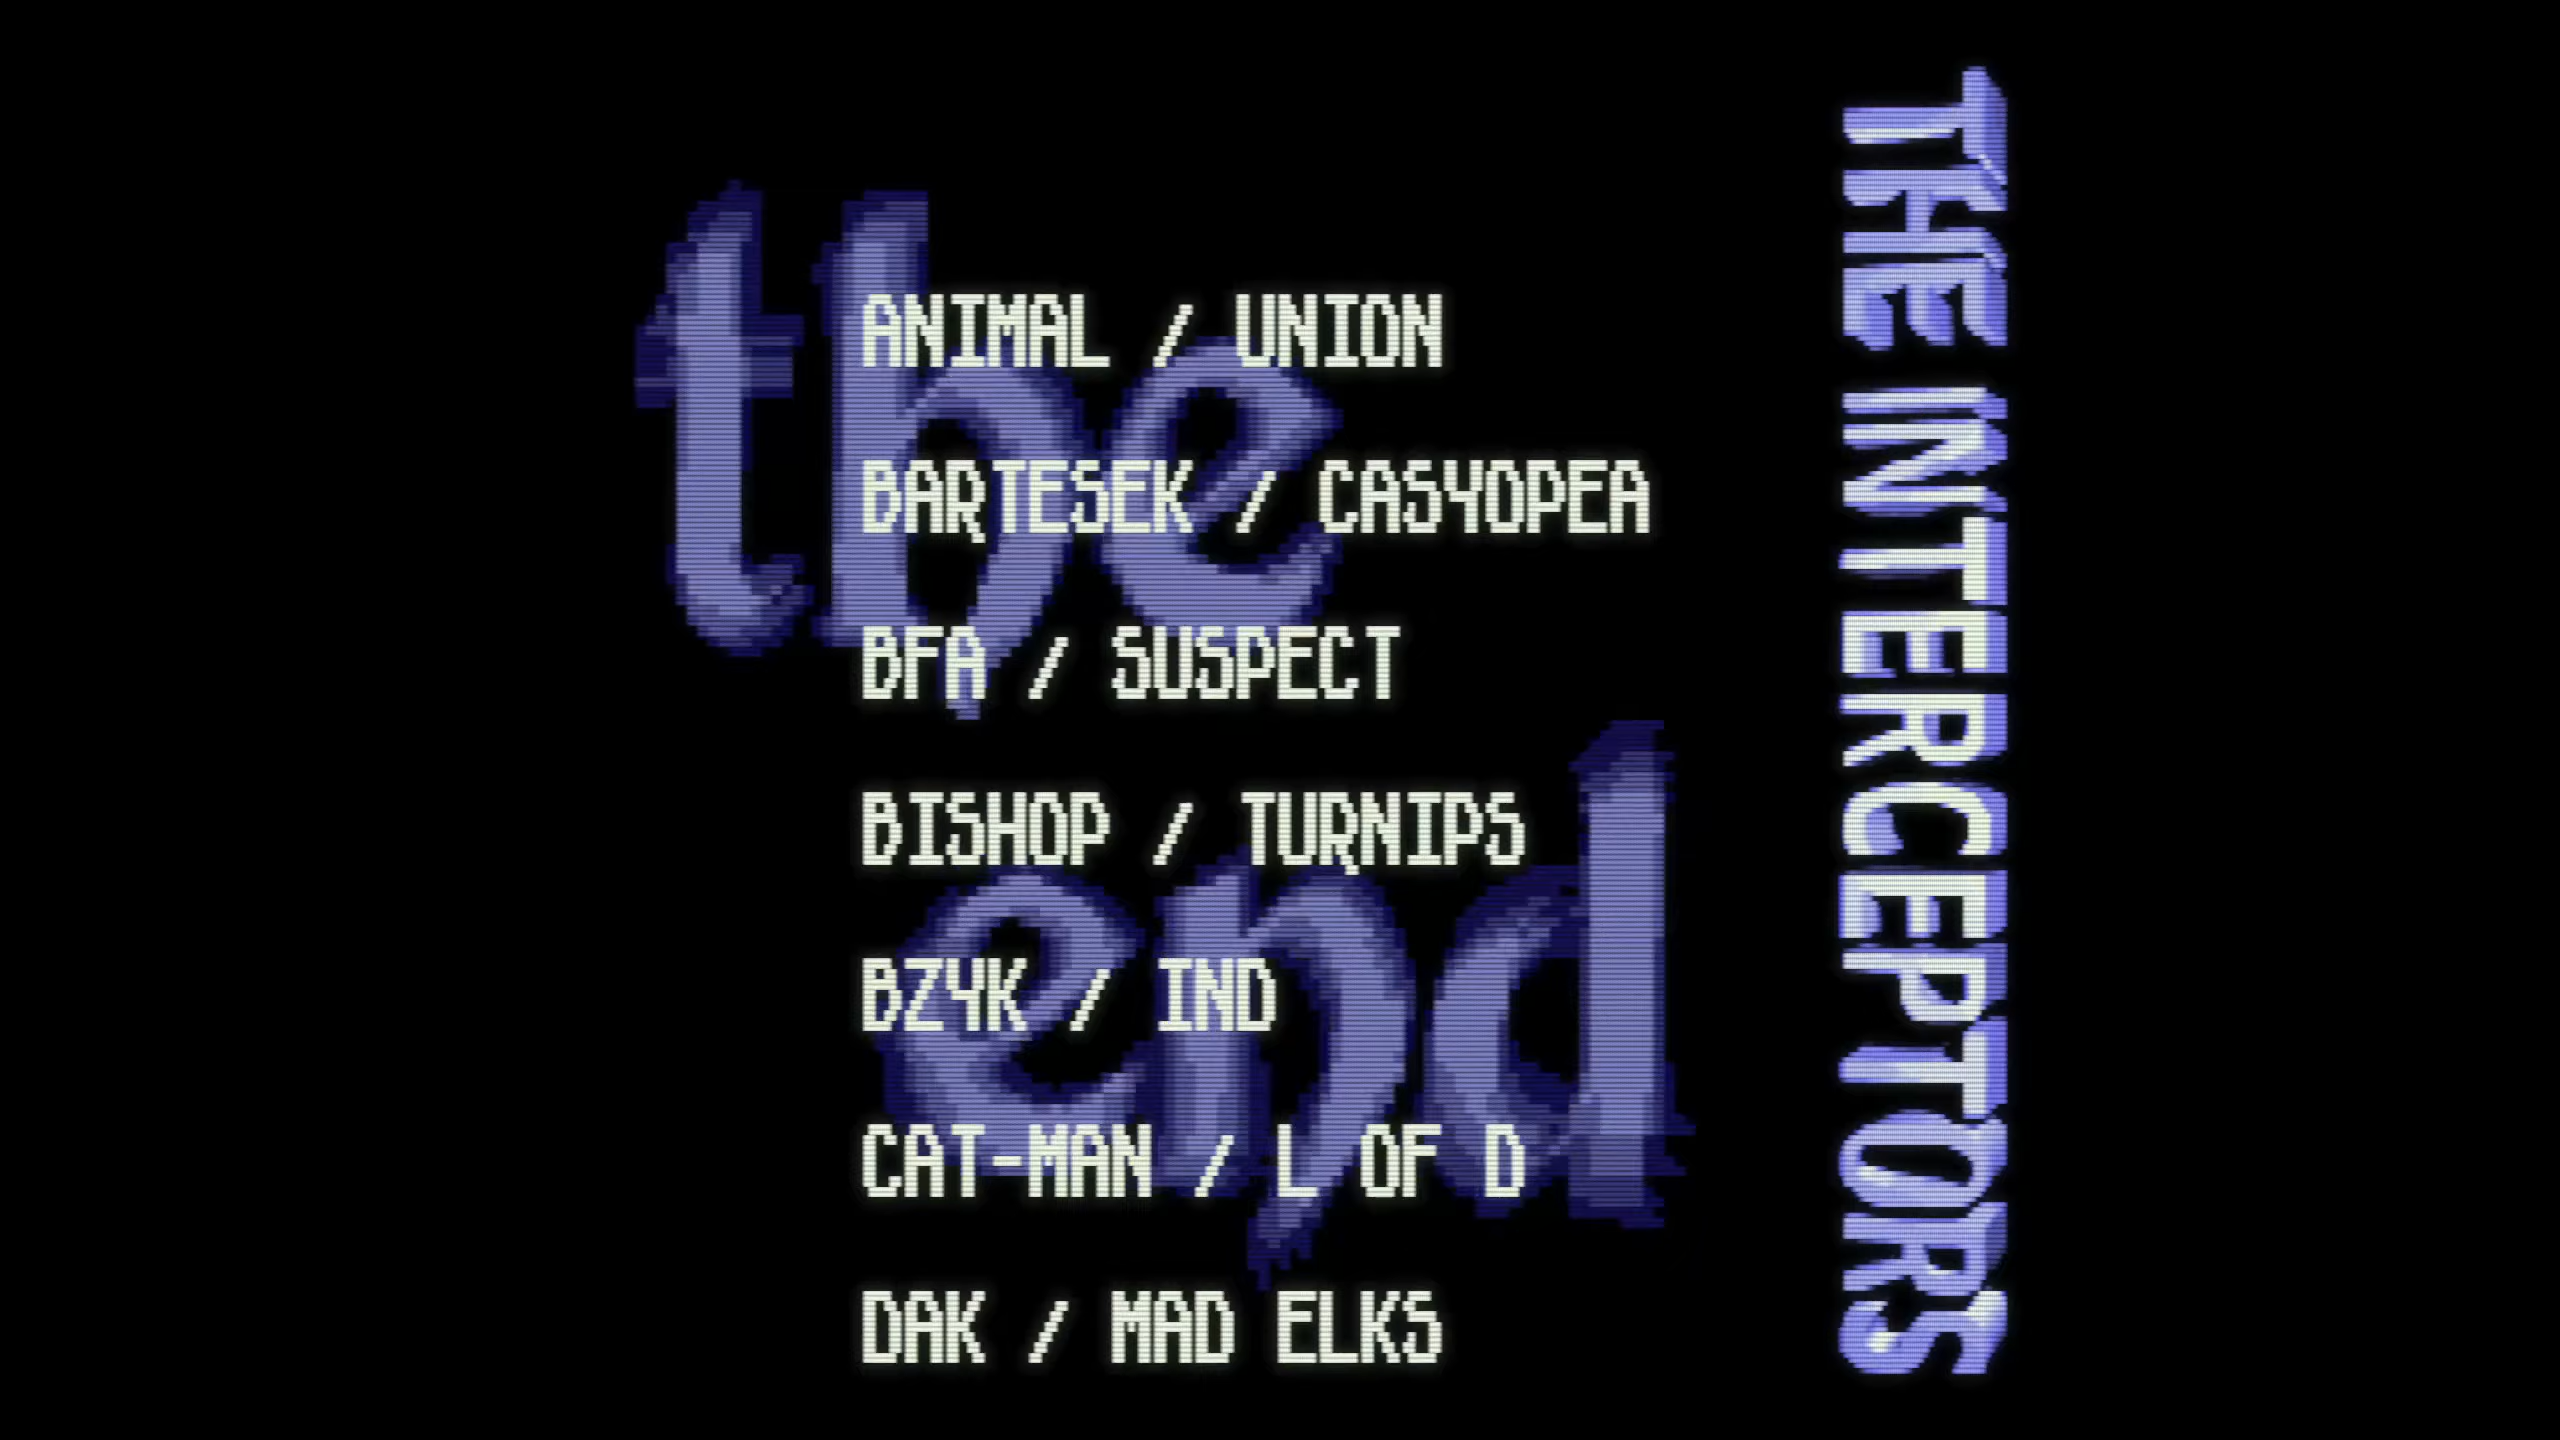 the
end
ANIMAL / UNION
BARTESEK / CASYOPEA
BFA / SUSPECT
BISHOP / TURNIPS
BZYK / IND
CAT-MAN / L OF D
DAK / MAD ELKS
THE INTERCEPTORS